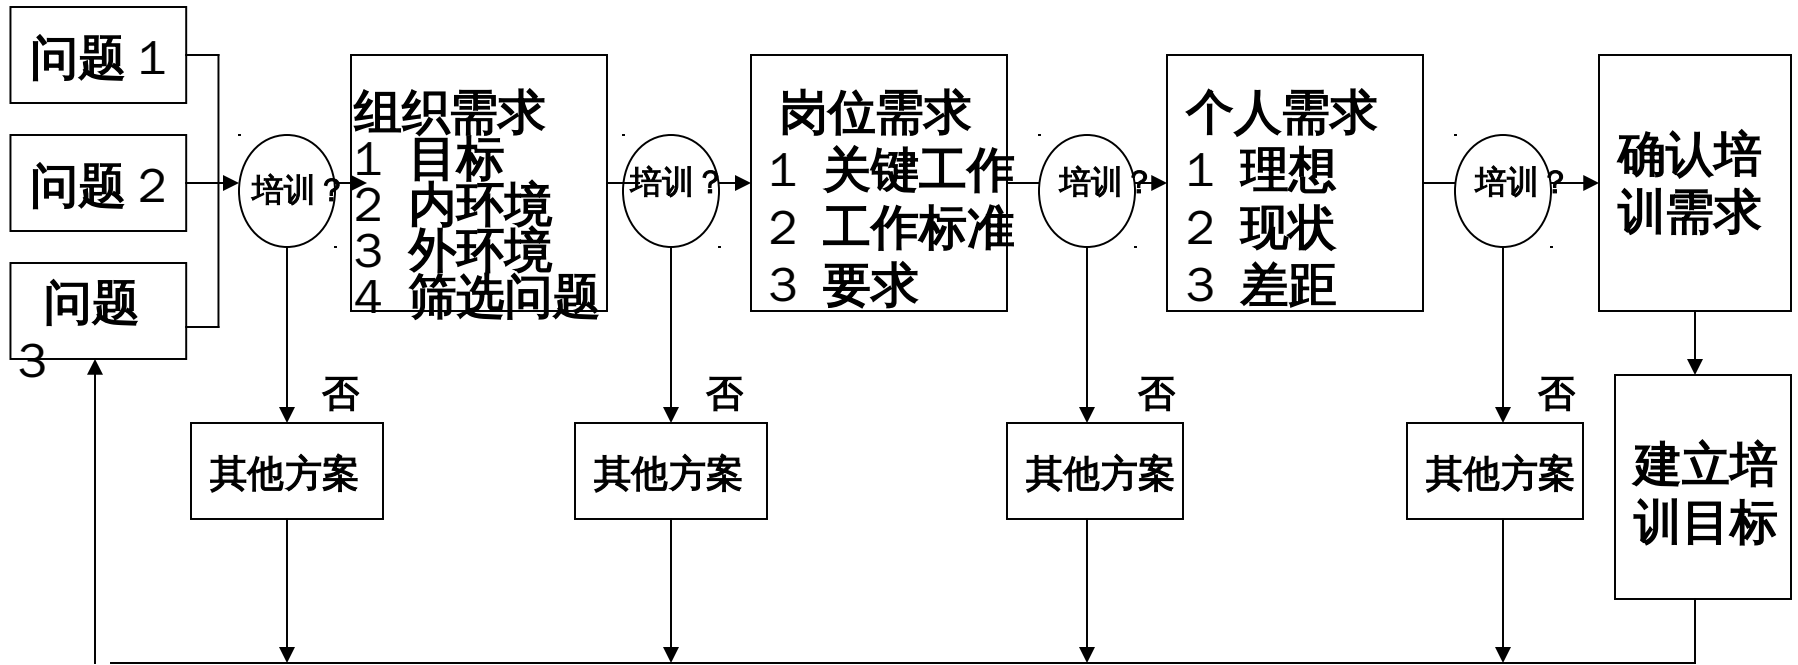 问题１
问题２
问题
３
培训？
组织需求
１ 目标
２ 内环境
３ 外环境
４ 筛选问题
培训？
岗位需求
１ 关键工作
２ 工作标准
３ 要求
培训？
个人需求
１ 理想
２ 现状
３ 差距
培训？
确认培
训需求
否
否
否
否
其他方案
其他方案
其他方案
其他方案
建立培
训目标